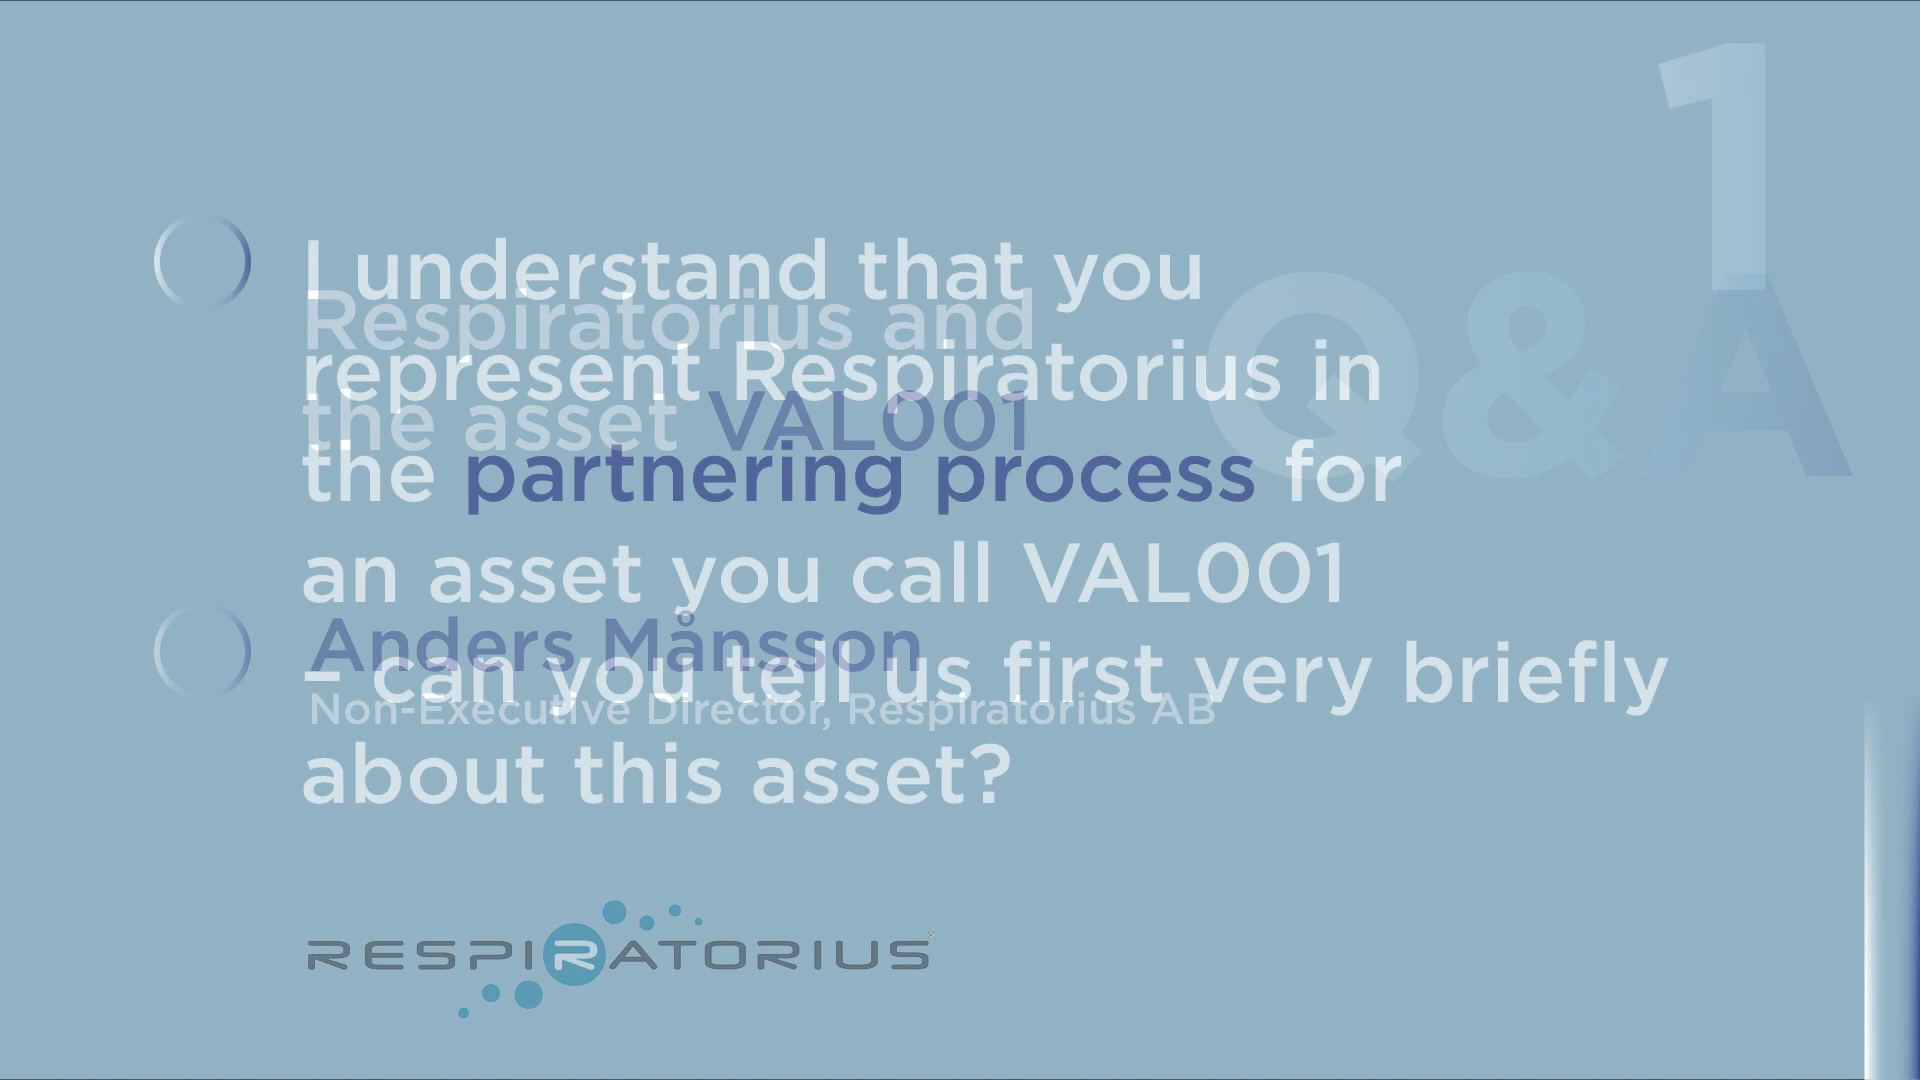 1
I understand that you
represent Respiratorius in
the partnering process for
an asset you call VAL001
– can you tell us first very briefly
about this asset?
Respiratorius and
the asset VAL001
Q&A
Anders Månsson
Non-Executive Director, Respiratorius AB
RESPIRATORIUS